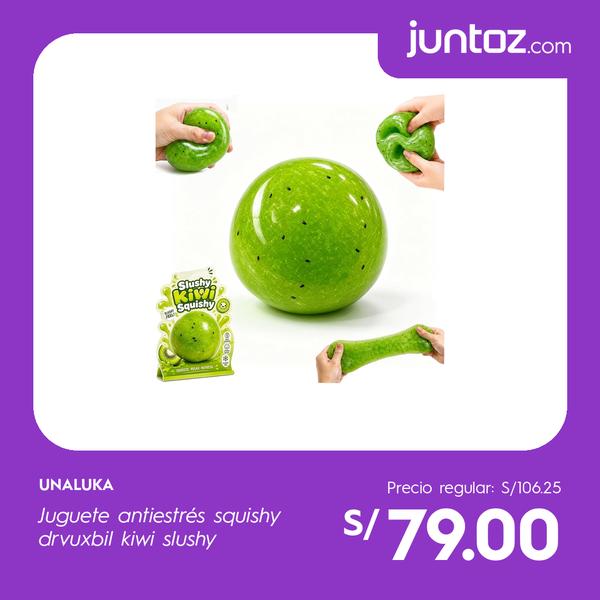 juntoz.com
Slushy
Kiwi
Squishy
UNALUKA
Juguete antiestrés squishy
drvuxbil kiwi slushy
Precio regular: S/106.25
S/79.00